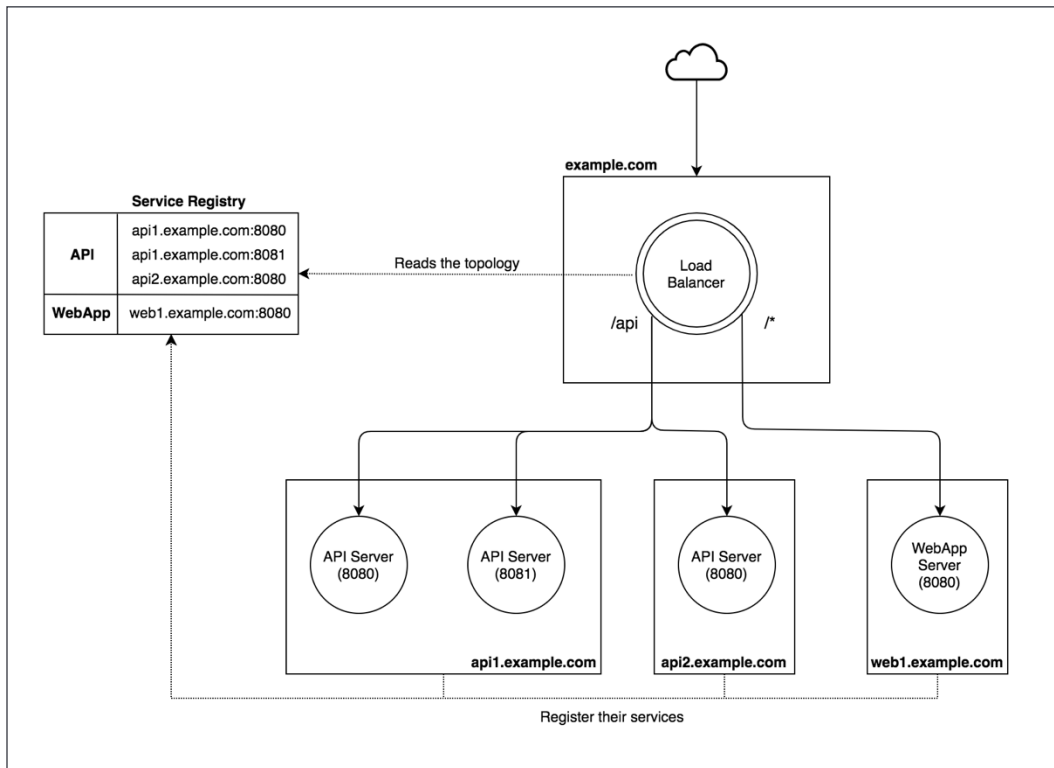 example.com
Service Registry
API
api1.example.com:8080
api1.example.com:8081
api2.example.com:8080
WebApp
web1.example.com:8080
Reads the topology
Load
Balancer
/api
/*
API Server
(8080)
API Server
(8081)
API Server
(8080)
WebApp
Server
(8080)
api1.example.com
api2.example.com
web1.example.com
Register their services